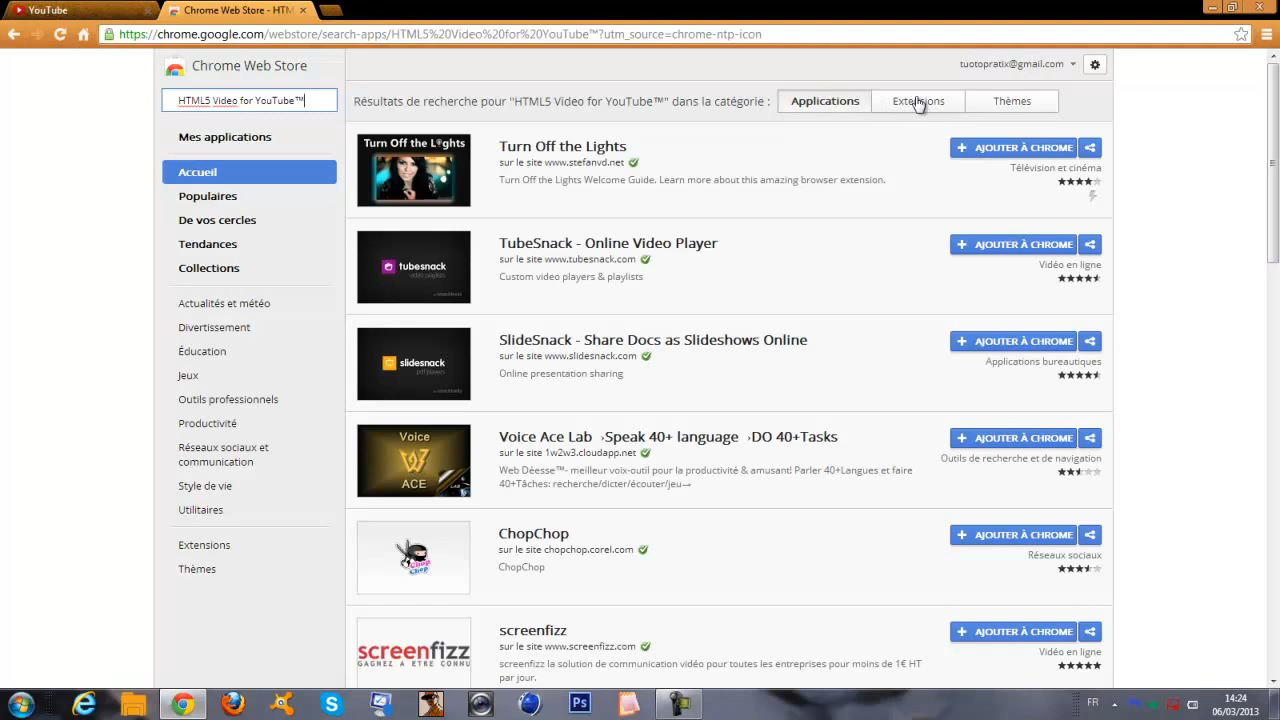 YouTube
Chrome Web Store - HTM
https://chrome.google.com/webstore/search-apps/HTML5%20Video%20for%20YouTube™?utm_source=chrome-ntp-icon
Chrome Web Store
tuotopratix@gmail.com
HTML5 Video for YouTube™
Résultats de recherche pour "HTML5 Video for YouTube™" dans la catégorie :
Applications
Extensions
Thèmes
Mes applications
Accueil
Populaires
De vos cercles
Tendances
Collections
Actualités et météo
Divertissement
Éducation
Jeux
Outils professionnels
Productivité
Réseaux sociaux et
communication
Style de vie
Utilitaires
Extensions
Thèmes
Turn Off the Lights
Turn Off the Lights
sur le site www.stefanvd.net
Turn Off the Lights Welcome Guide. Learn more about this amazing browser extension.
AJOUTER À CHROME
Télévision et cinéma
tubesnack
TubeSnack - Online Video Player
sur le site www.tubesnack.com
Custom video players & playlists
AJOUTER À CHROME
Vidéo en ligne
slidesnack
SlideSnack - Share Docs as Slideshows Online
sur le site www.slidesnack.com
Online presentation sharing
AJOUTER À CHROME
Applications bureautiques
Voice
ACE
LAB
Voice Ace Lab ›Speak 40+ language ›DO 40+Tasks
sur le site 1w2w3.cloudapp.net
Web Déesse™- meilleur voix-outil pour la productivité & amusant! Parler 40+Langues et faire
40+Tâches: recherche/dicter/écouter/jeu→
AJOUTER À CHROME
Outils de recherche et de navigation
Chop
Chop
ChopChop
sur le site chopchop.corel.com
ChopChop
AJOUTER À CHROME
Réseaux sociaux
screenfizz
GAGNEZ A ETRE CONNU
screenfizz
sur le site www.screenfizz.com
screenfizz la solution de communication vidéo pour toutes les entreprises pour moins de 1€ HT
par jour.
AJOUTER À CHROME
Vidéo en ligne
Ps
FR
14:24
06/03/2013